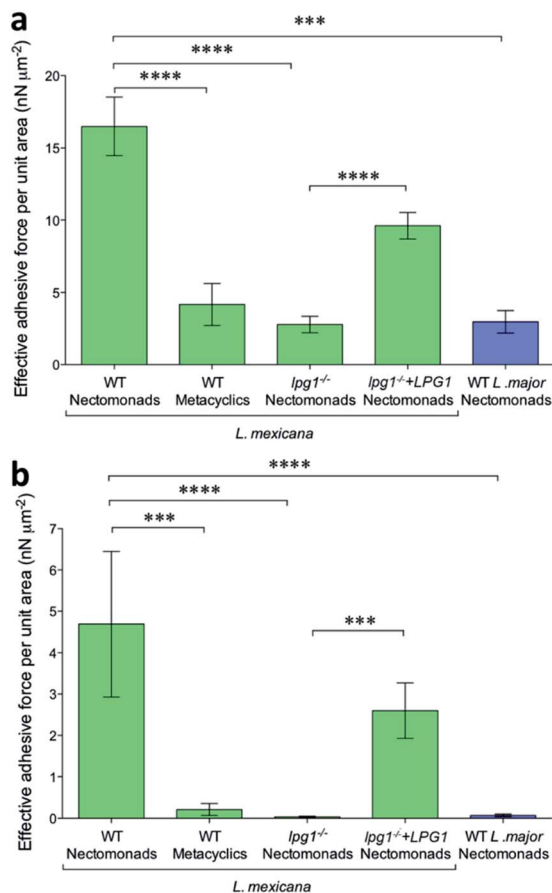 a
Effective adhesive force per unit area (nN μm-2)
20
15
10
5
0
***
****
****
****
WT
Nectomonads
WT
Metacyclics
lpg1-/-
Nectomonads
lpg1-/-+LPG1
Nectomonads
WT L .major
Nectomonads
L. mexicana
b
Effective adhesive force per unit area (nN μm-2)
7
6
5
4
3
2
1
0
****
****
***
***
WT
Nectomonads
WT
Metacyclics
lpg1-/-
Nectomonads
lpg1-/-+LPG1
Nectomonads
WT L .major
Nectomonads
L. mexicana